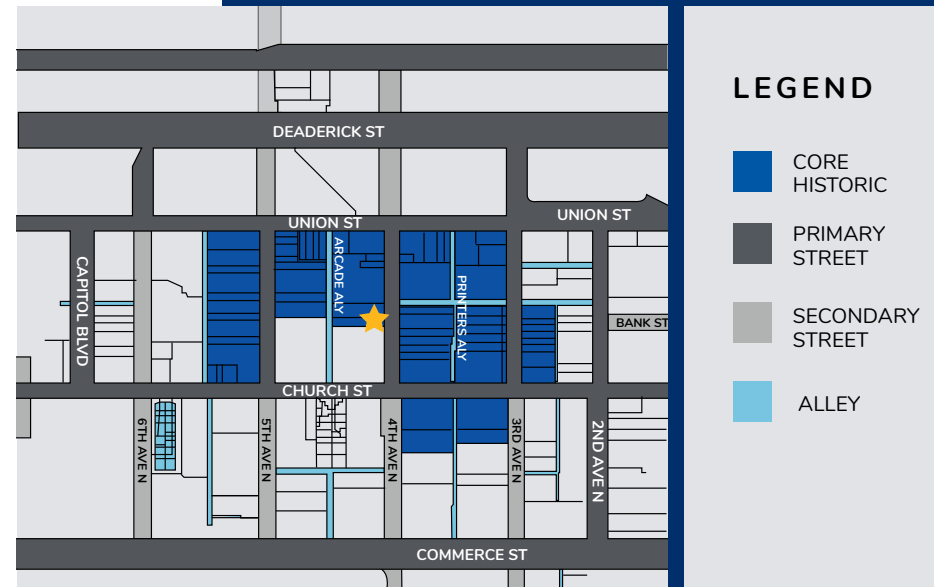 DEADERICK ST
UNION ST
UNION ST
CAPITOL BLVD
ARCADE ALY
PRINTERS ALY
BANK ST
CHURCH ST
6TH AVE N
5TH AVE N
4TH AVE N
3RD AVE N
2ND AVE N
COMMERCE ST
LEGEND
CORE
HISTORIC
PRIMARY
STREET
SECONDARY
STREET
ALLEY